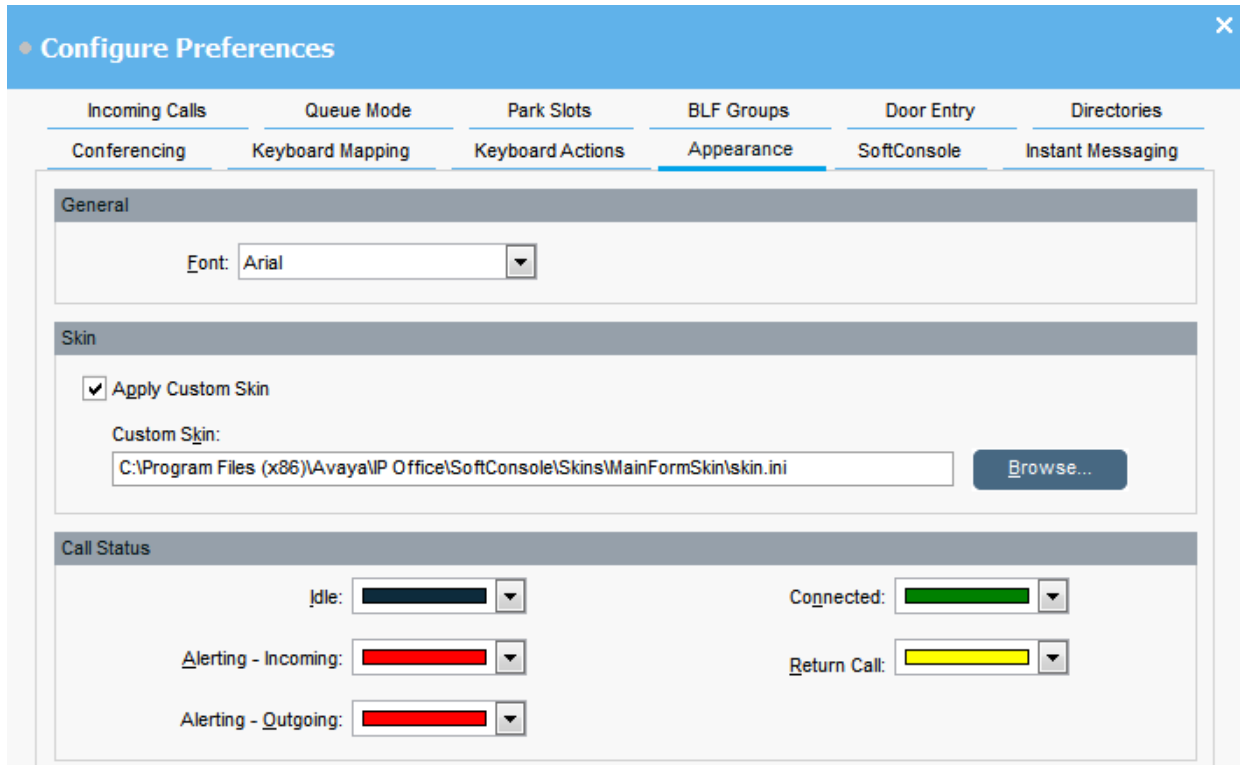 Configure Preferences
Incoming Calls Queue Mode Park Slots BLF Groups Door Entry Directories
Conferencing Keyboard Mapping Keyboard Actions Appearance SoftConsole Instant Messaging
General
Font: Arial
Skin
Apply Custom Skin
Custom Skin:
C:\Program Files (x86)\Avaya\IP Office\SoftConsole\Skins\MainFormSkin\skin.ini Browse...
Call Status
Idle: Connected:
Alerting - Incoming: Return Call:
Alerting - Outgoing: